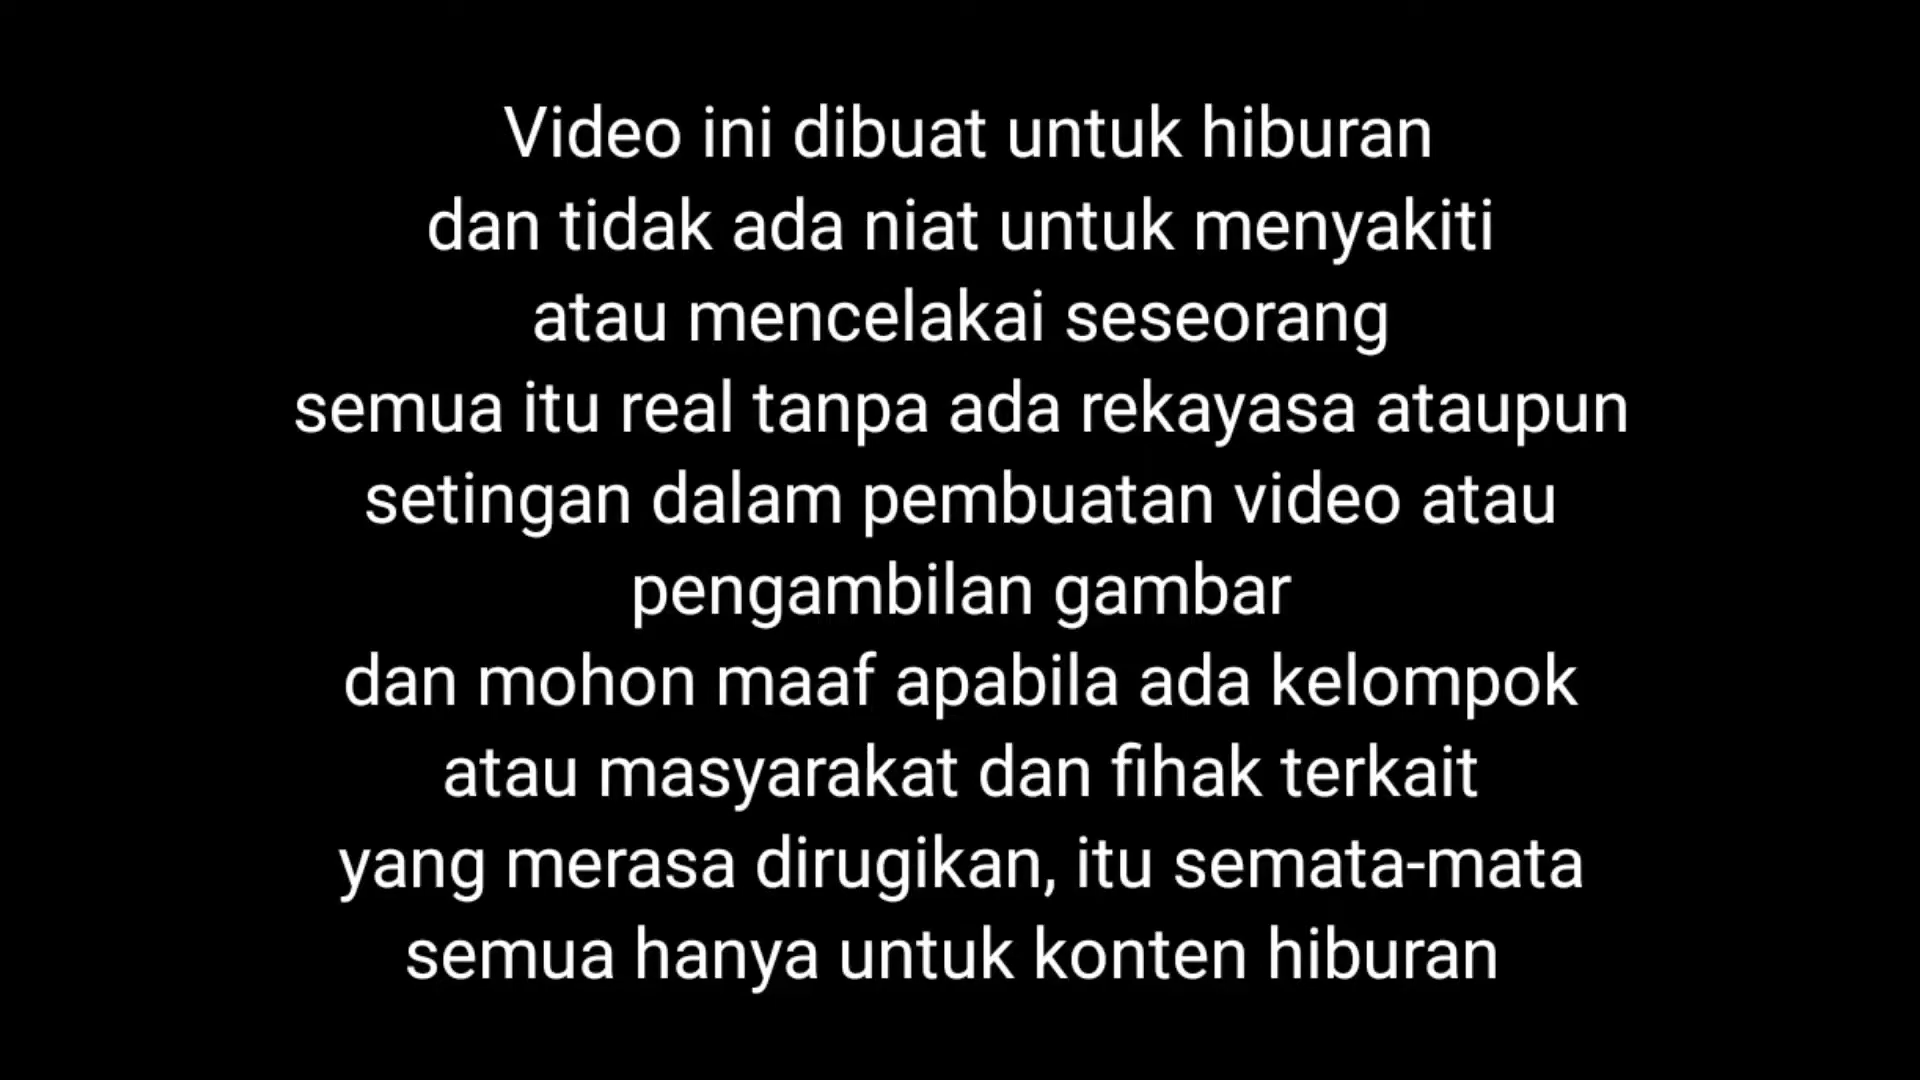 Video ini dibuat untuk hiburan
dan tidak ada niat untuk menyakiti
atau mencelakai seseorang
semua itu real tanpa ada rekayasa ataupun
setingan dalam pembuatan video atau
pengambilan gambar
dan mohon maaf apabila ada kelompok
atau masyarakat dan fihak terkait
yang merasa dirugikan, itu semata-mata
semua hanya untuk konten hiburan